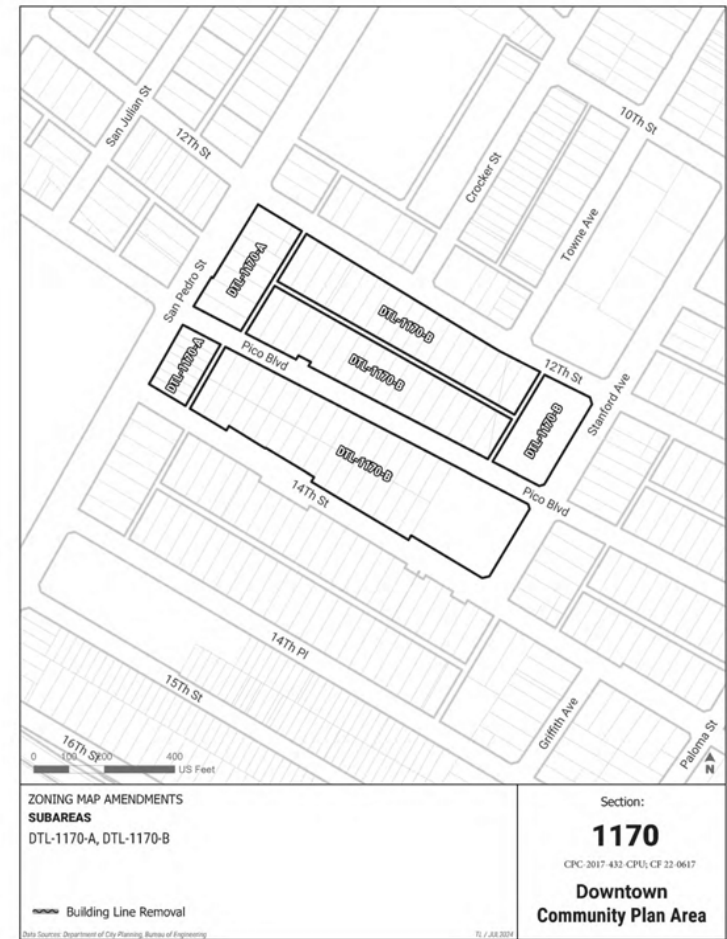 San Julian St
12Th St
10Th St
Crocker St
Towne Ave
San Pedro St
DTL-1170-A
DTL-1170-B
12Th St
Pico Blvd
DTL-1170-A
DTL-1170-B
DTL-1170-B
Stanford Ave
DTL-1170-B
14Th St
Pico Blvd
14Th Pl
15Th St
16Th St
Griffith Ave
Paloma St
0 100 200 400
US Feet
N
ZONING MAP AMENDMENTS
SUBAREAS
DTL-1170-A, DTL-1170-B
Building Line Removal
Data Sources: Department of City Planning, Bureau of Engineering
TL / JUL 2024
Section:
1170
CPC-2017-432-CPU; CF 22-0617
Downtown
Community Plan Area